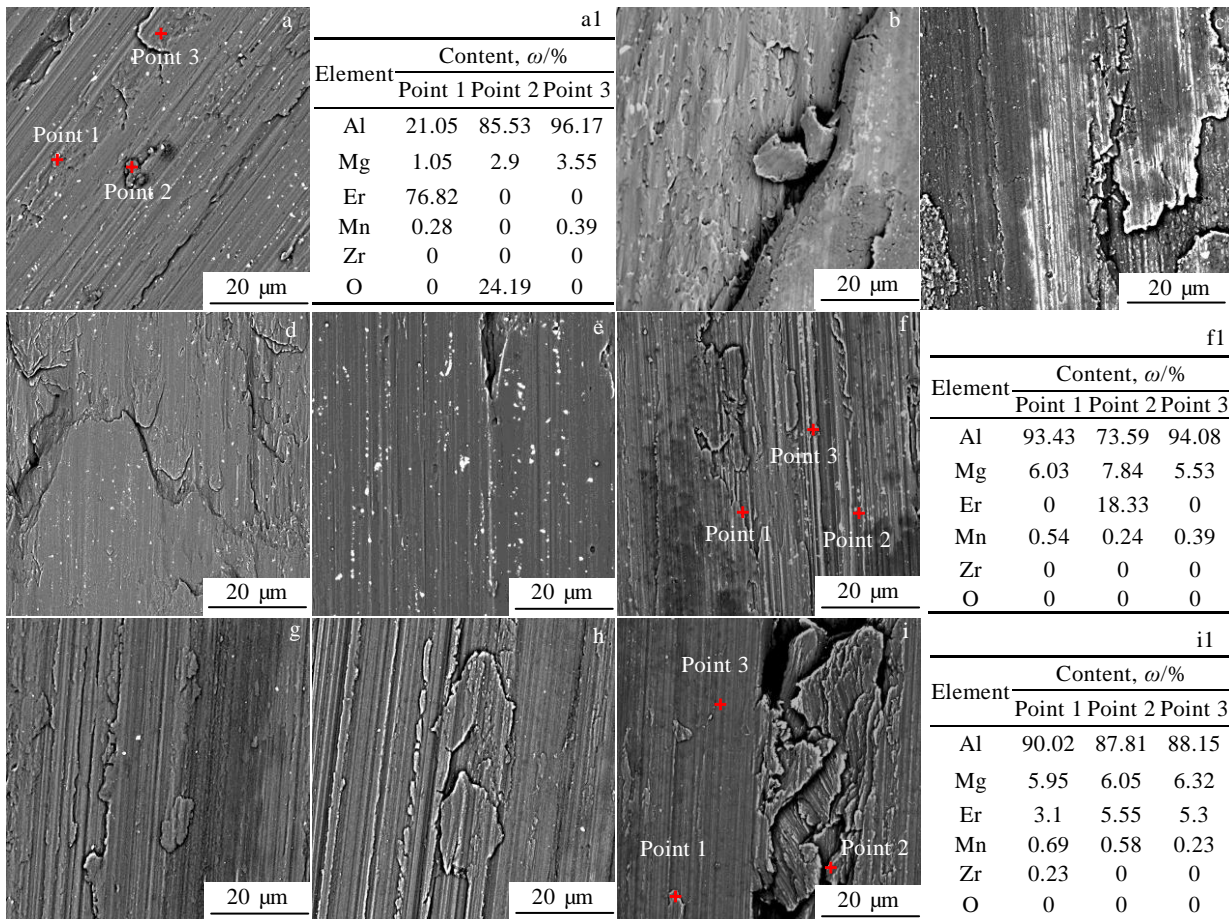 a
Point 3
Point 1
Point 2
20 μm
a1
Element Content, ω/%
Point 1 Point 2 Point 3
Al 21.05 85.53 96.17
Mg 1.05 2.9 3.55
Er 76.82 0 0
Mn 0.28 0 0.39
Zr 0 0 0
O 0 24.19 0
b
20 μm
c
20 μm
d
20 μm
e
20 μm
f
Point 3
Point 1 Point 2
20 μm
f1
Element Content, ω/%
Point 1 Point 2 Point 3
Al 93.43 73.59 94.08
Mg 6.03 7.84 5.53
Er 0 18.33 0
Mn 0.54 0.24 0.39
Zr 0 0 0
O 0 0 0
g
20 μm
h
20 μm
i
Point 3
Point 1 Point 2
20 μm
i1
Element Content, ω/%
Point 1 Point 2 Point 3
Al 90.02 87.81 88.15
Mg 5.95 6.05 6.32
Er 3.1 5.55 5.3
Mn 0.69 0.58 0.23
Zr 0.23 0 0
O 0 0 0